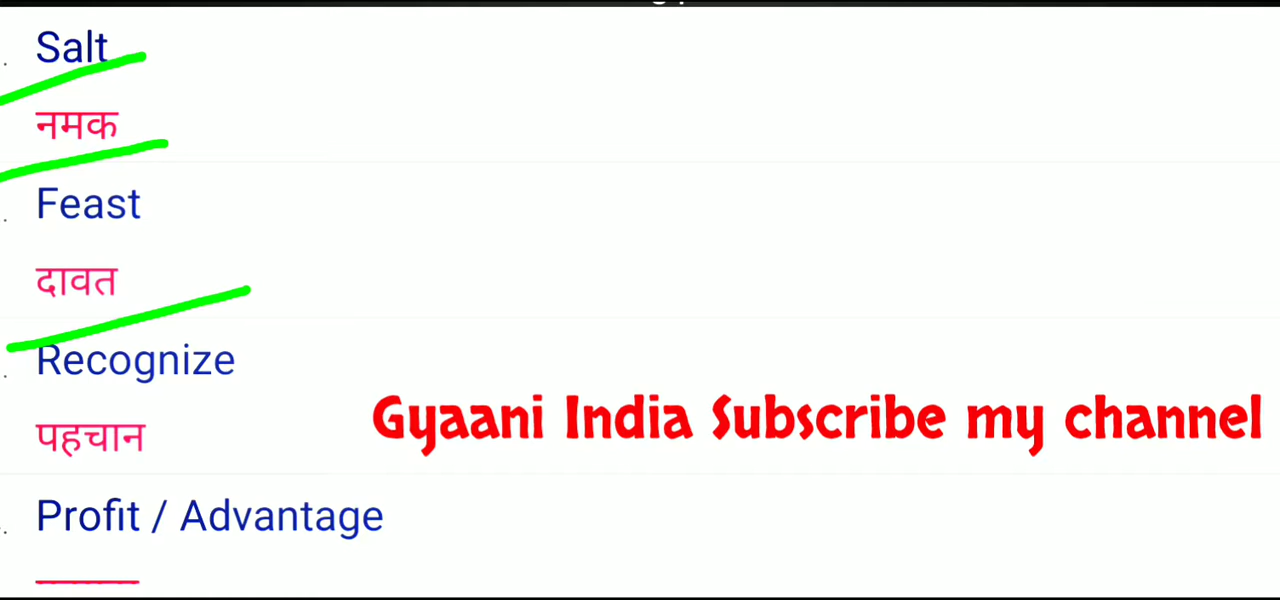 Salt
नमक
Feast
दावत
Recognize
पहचान
Gyaani India Subscribe my channel
Profit / Advantage